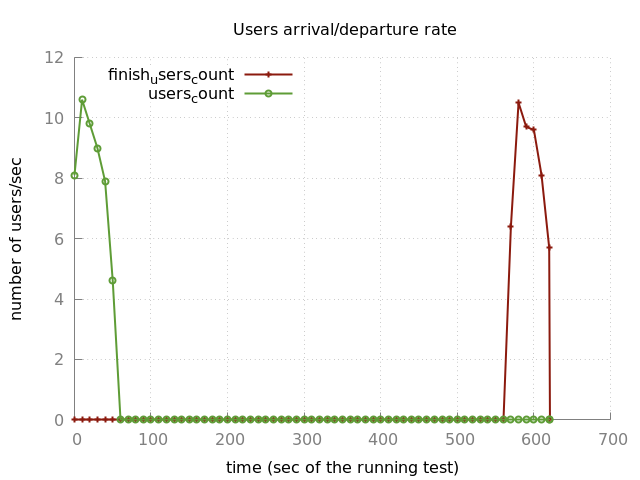 Users arrival/departure rate
12
10
8
6
4
2
0
number of users/sec
finish_users_count
users_count
0 100 200 300 400 500 600 700
time (sec of the running test)